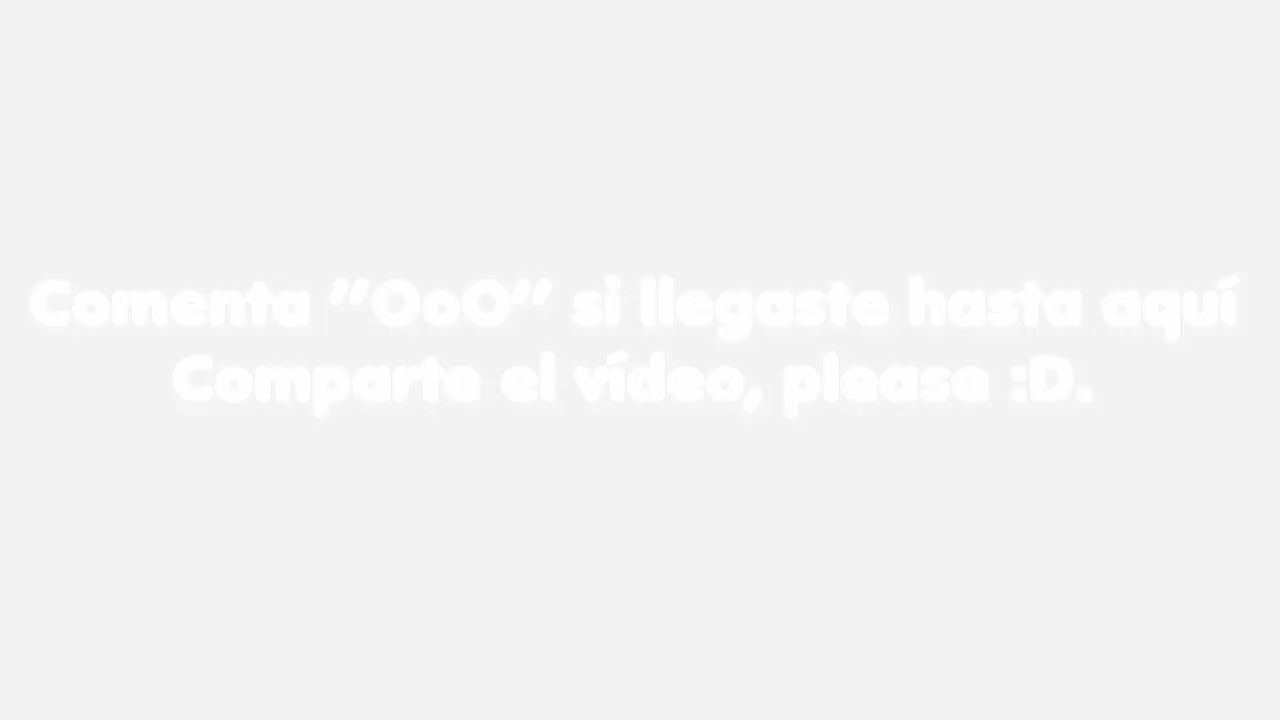 Comenta “OoO” si llegaste hasta aquí
Comparte el vídeo, please :D.